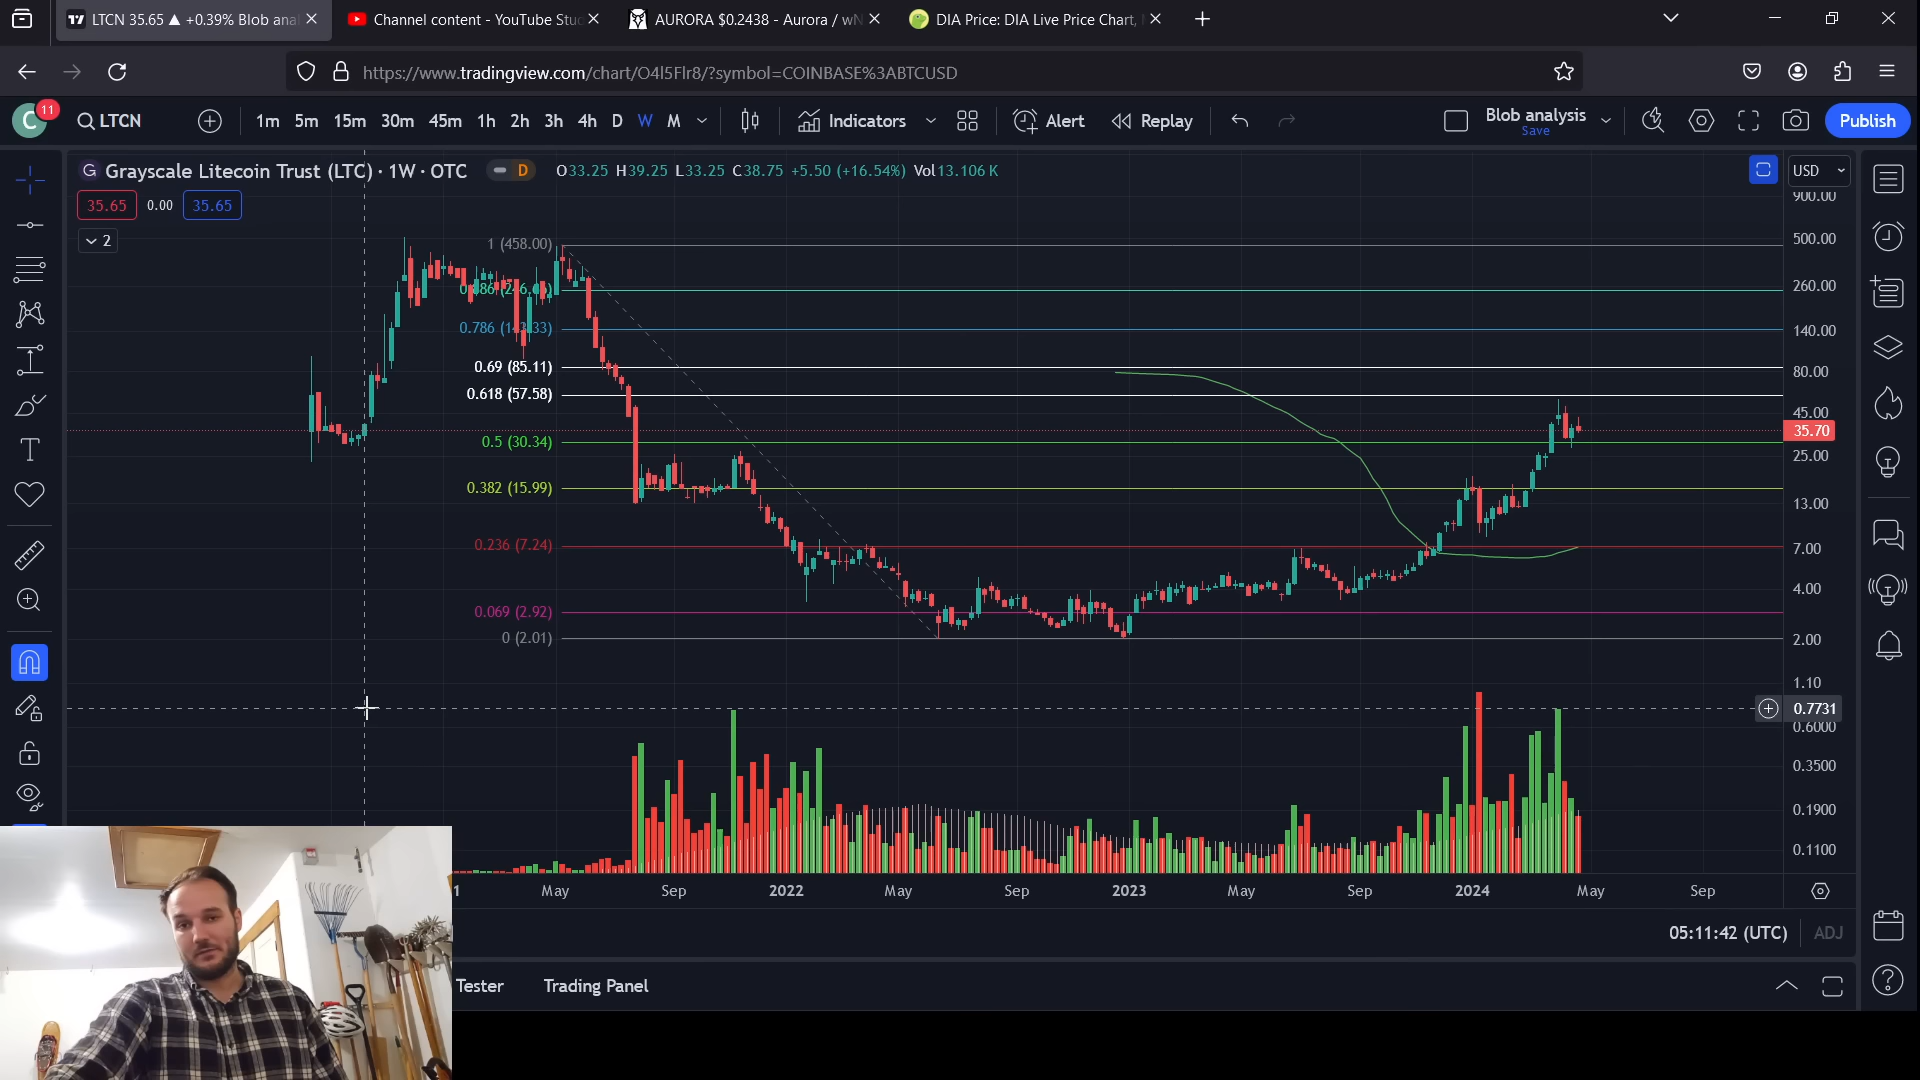 LTCN 35.65 ▲ +0.39% Blob ana
Channel content - YouTube Stu
AURORA $0.2438 - Aurora / wN
DIA Price: DIA Live Price Chart,
https://www.tradingview.com/chart/O4l5Flr8/?symbol=COINBASE%3ABTCUSD
C 11 LTCN 1m 5m 15m 30m 45m 1h 2h 3h 4h D W M Indicators Alert Replay Blob analysis Save Publish
G Grayscale Litecoin Trust (LTC) · 1W · OTC D O33.25 H39.25 L33.25 C38.75 +5.50 (+16.54%) Vol13.106 K USD
35.65 0.00 35.65
2
1 (458.00)
0.786
0.69 (85.11)
0.618 (57.58)
0.5 (30.34)
0.382 (15.99)
0.236 (7.24)
0.069 (2.92)
0 (2.01)
900.00
500.00
260.00
140.00
80.00
45.00
35.70
25.00
13.00
7.00
4.00
2.00
1.10
0.7731
0.6000
0.3500
0.1900
0.1100
1 May Sep 2022 May Sep 2023 May Sep 2024 May Sep
05:11:42 (UTC) ADJ
Tester Trading Panel